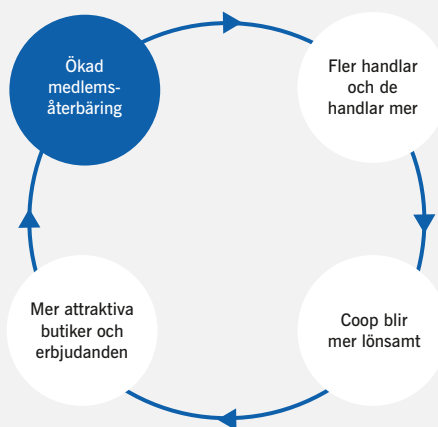 Ökad
medlems-
återbäring
Fler handlar
och de
handlar mer
Coop blir
mer lönsamt
Mer attraktiva
butiker och
erbjudanden